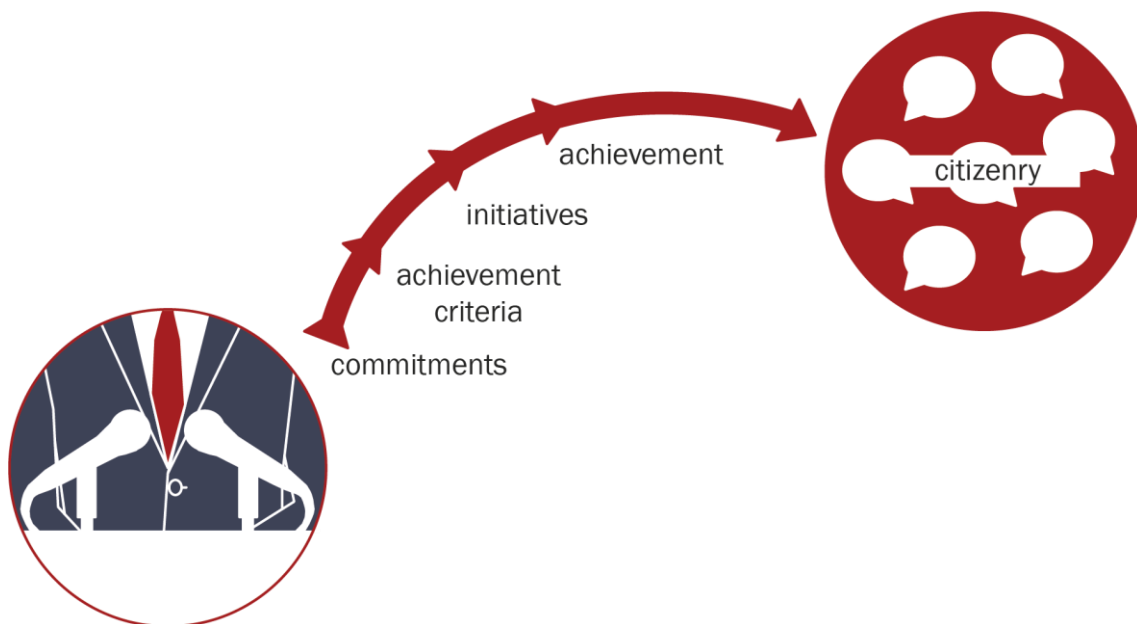 achievement
citizenry
initiatives
achievement
criteria
commitments